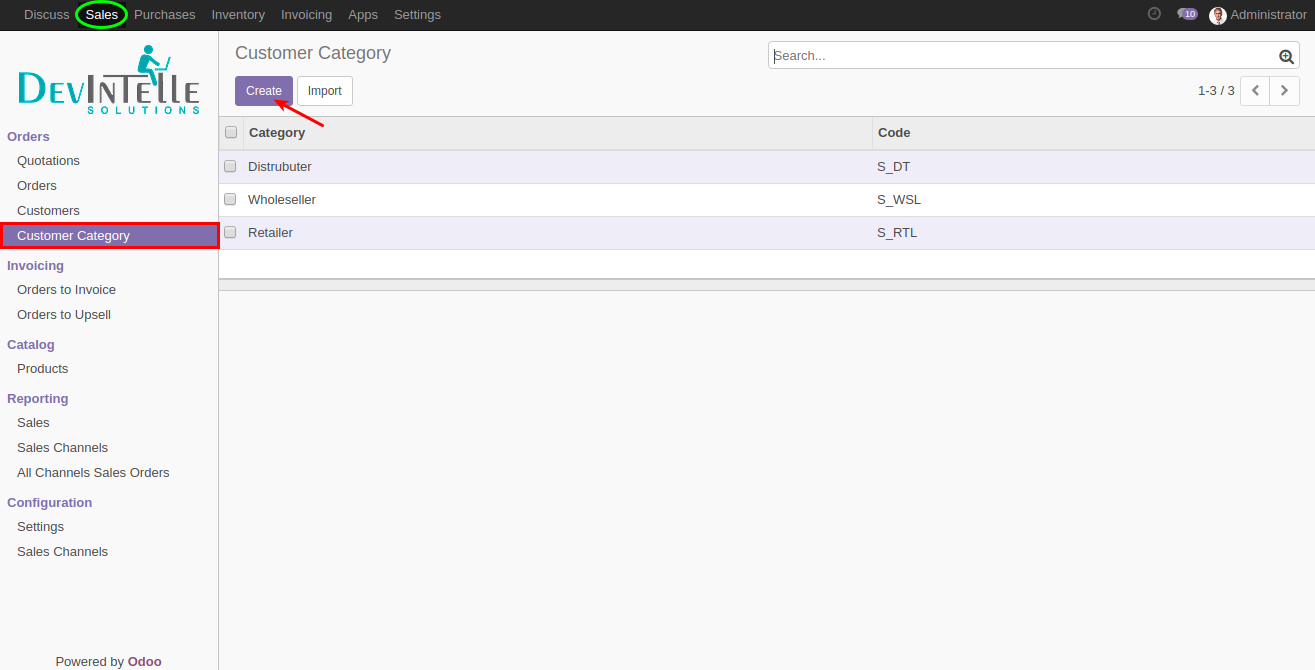 Discuss Sales Purchases Inventory Invoicing Apps Settings 10 Administrator
DEVINTELLE
SOLUTIONS
Customer Category
Search...
Create Import
1-3 / 3
Category Code
Distrubuter S_DT
Wholeseller S_WSL
Retailer S_RTL
Orders
Quotations
Orders
Customers
Customer Category
Invoicing
Orders to Invoice
Orders to Upsell
Catalog
Products
Reporting
Sales
Sales Channels
All Channels Sales Orders
Configuration
Settings
Sales Channels
Powered by Odoo